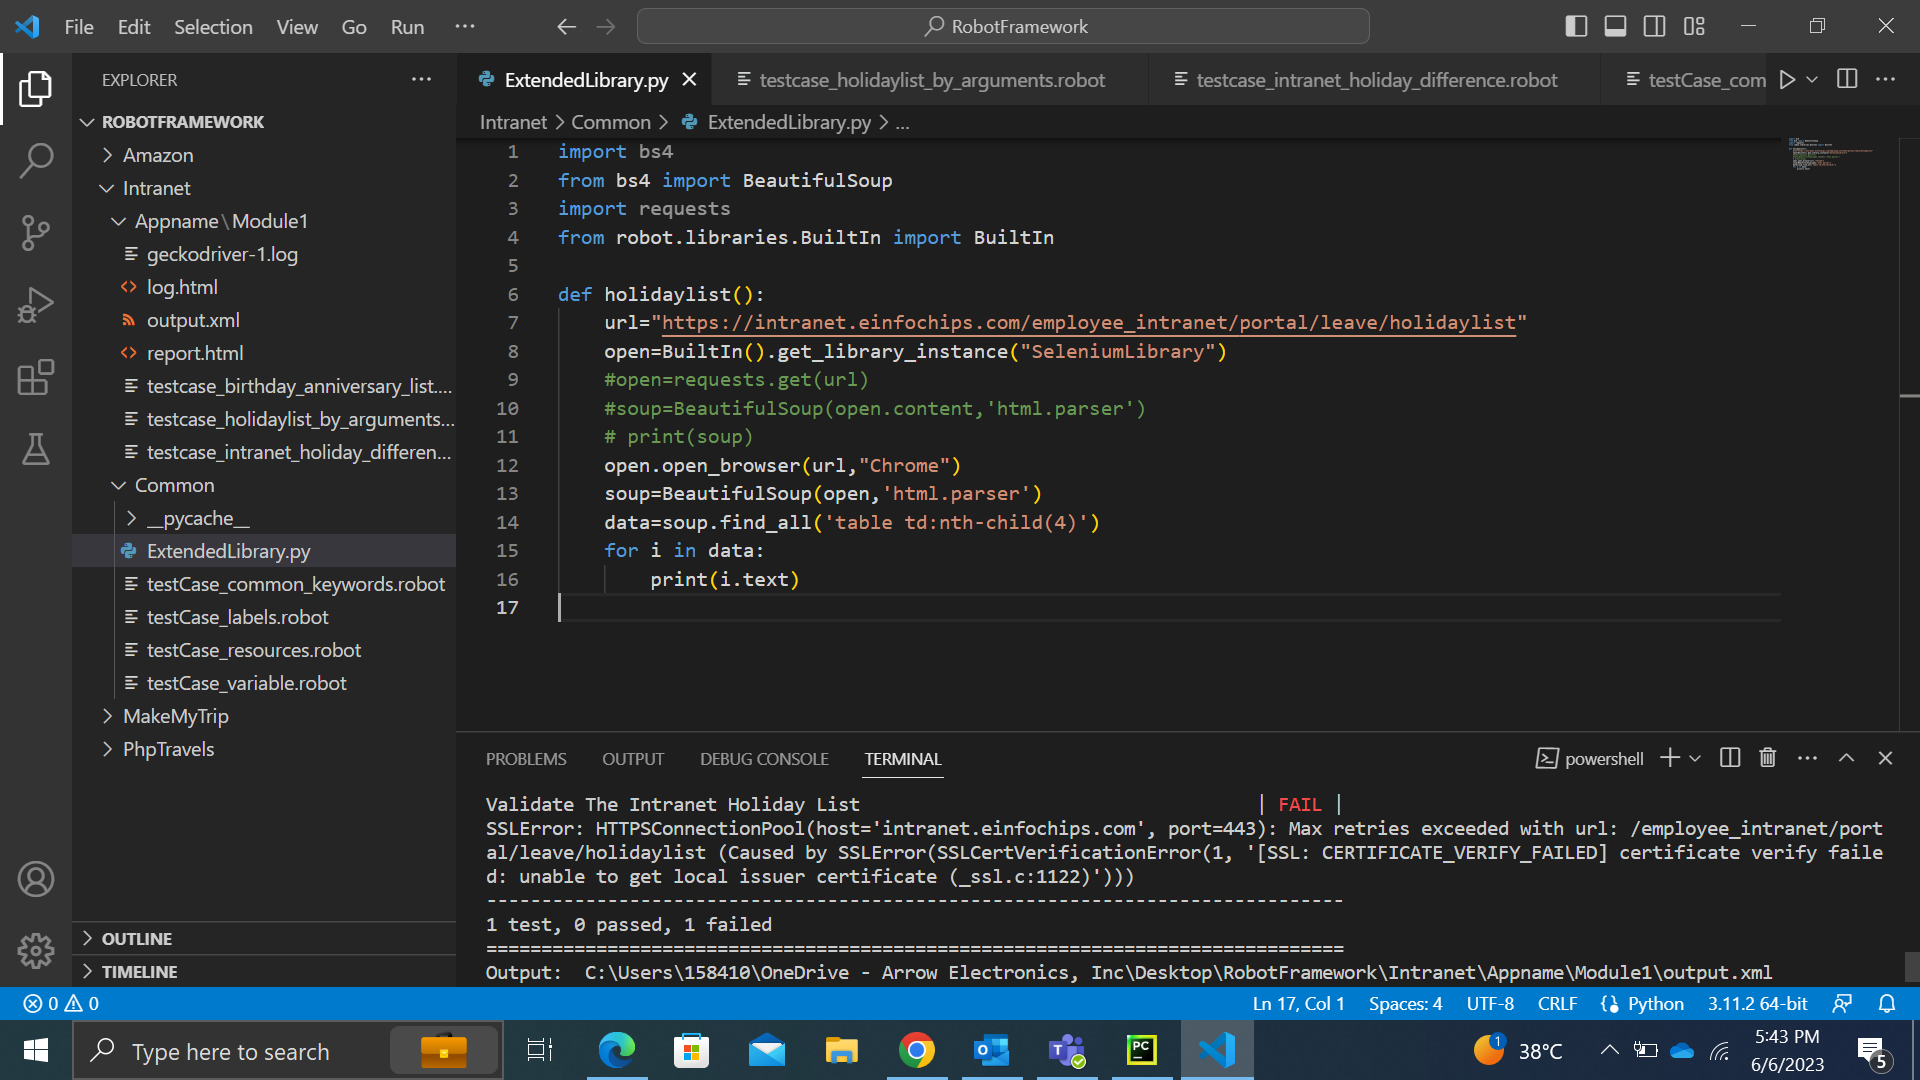 File Edit Selection View Go Run ···
RobotFramework
EXPLORER ···
ROBOTFRAMEWORK
Amazon
Intranet
Appname\Module1
geckodriver-1.log
log.html
output.xml
report.html
testcase_birthday_anniversary_list....
testcase_holidaylist_by_arguments...
testcase_intranet_holiday_differen...
Common
__pycache__
ExtendedLibrary.py
testCase_common_keywords.robot
testCase_labels.robot
testCase_resources.robot
testCase_variable.robot
MakeMyTrip
PhpTravels
OUTLINE
TIMELINE
ExtendedLibrary.py testcase_holidaylist_by_arguments.robot testcase_intranet_holiday_difference.robot testCase_com
Intranet > Common > ExtendedLibrary.py > ...
1 import bs4
2 from bs4 import BeautifulSoup
3 import requests
4 from robot.libraries.BuiltIn import BuiltIn
5
6 def holidaylist():
7 url="https://intranet.einfochips.com/employee_intranet/portal/leave/holidaylist"
8 open=BuiltIn().get_library_instance("SeleniumLibrary")
9 #open=requests.get(url)
10 #soup=BeautifulSoup(open.content,'html.parser')
11 # print(soup)
12 open.open_browser(url,"Chrome")
13 soup=BeautifulSoup(open,'html.parser')
14 data=soup.find_all('table td:nth-child(4)')
15 for i in data:
16 print(i.text)
17
PROBLEMS OUTPUT DEBUG CONSOLE TERMINAL
powershell
Validate The Intranet Holiday List | FAIL |
SSLError: HTTPSConnectionPool(host='intranet.einfochips.com', port=443): Max retries exceeded with url: /employee_intranet/port
al/leave/holidaylist (Caused by SSLError(SSLCertVerificationError(1, '[SSL: CERTIFICATE_VERIFY_FAILED] certificate verify faile
d: unable to get local issuer certificate (_ssl.c:1122)')))
------------------------------------------------------------------------------
1 test, 0 passed, 1 failed
==============================================================================
Output:  C:\Users\158410\OneDrive - Arrow Electronics, Inc\Desktop\RobotFramework\Intranet\Appname\Module1\output.xml
0 0
Ln 17, Col 1 Spaces: 4 UTF-8 CRLF Python 3.11.2 64-bit
Type here to search
PC
T
1
38°C
5:43 PM
6/6/2023
5